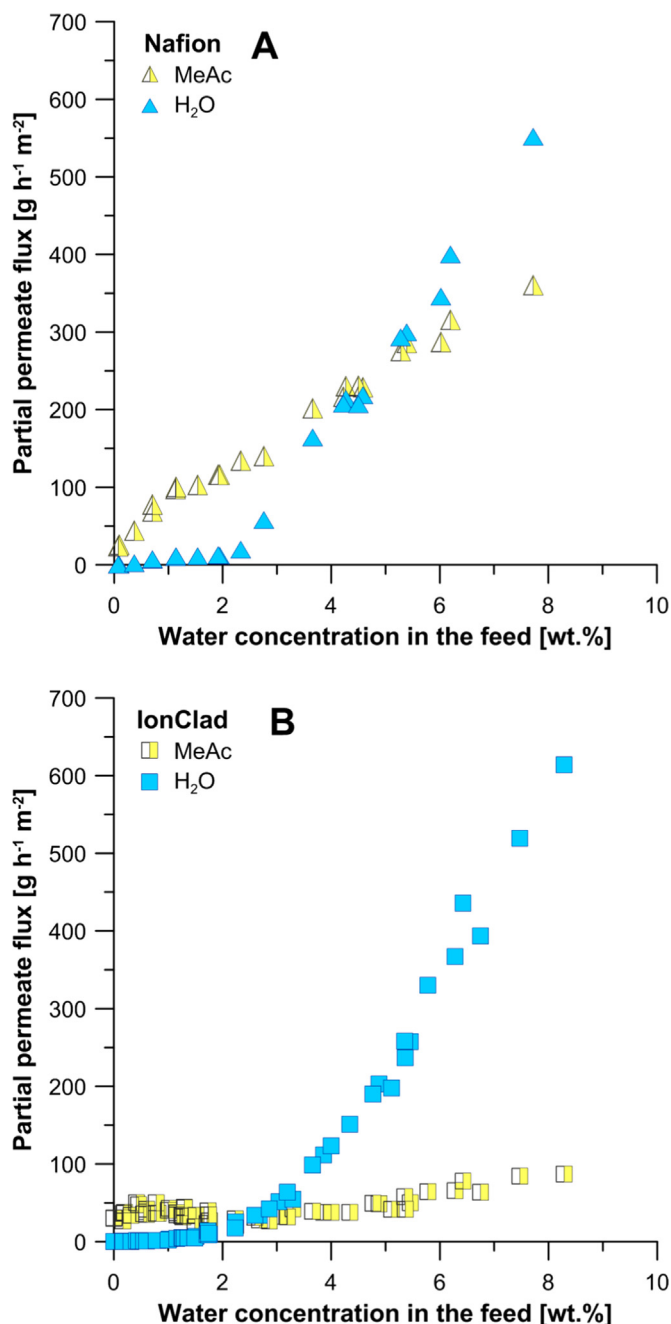 Nafion
A
MeAc
H₂O
700
600
500
400
300
200
100
0
Partial permeate flux [g h⁻¹ m⁻²]
0 2 4 6 8 10
Water concentration in the feed [wt.%]
IonClad
B
MeAc
H₂O
700
600
500
400
300
200
100
0
Partial permeate flux [g h⁻¹ m⁻²]
0 2 4 6 8 10
Water concentration in the feed [wt.%]